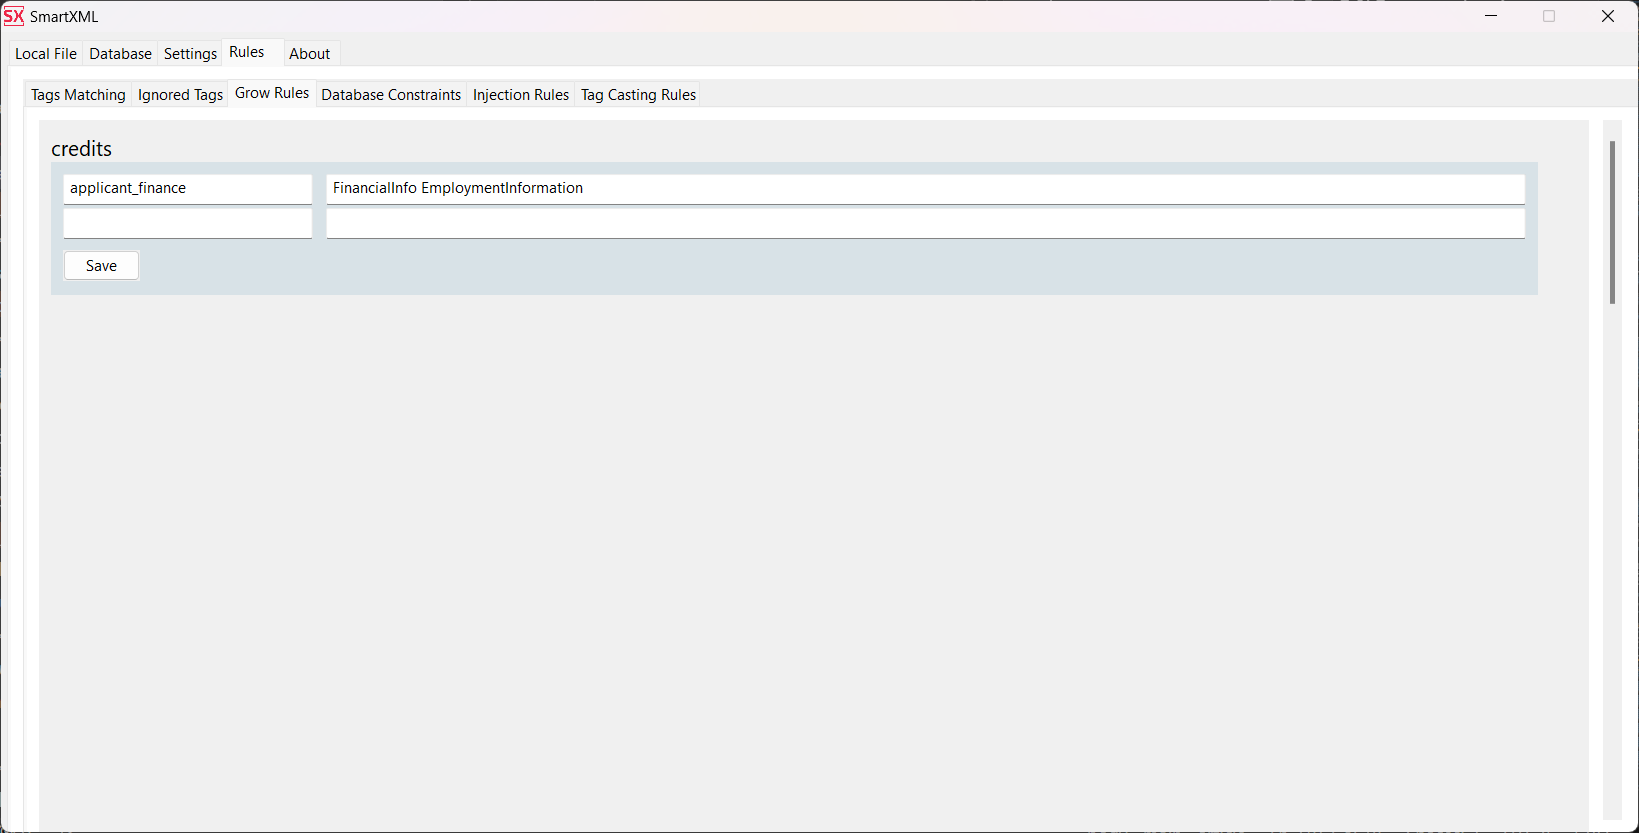 SX SmartXML
Local File Database Settings Rules About
Tags Matching Ignored Tags Grow Rules Database Constraints Injection Rules Tag Casting Rules
credits
applicant_finance FinancialInfo EmploymentInformation
Save